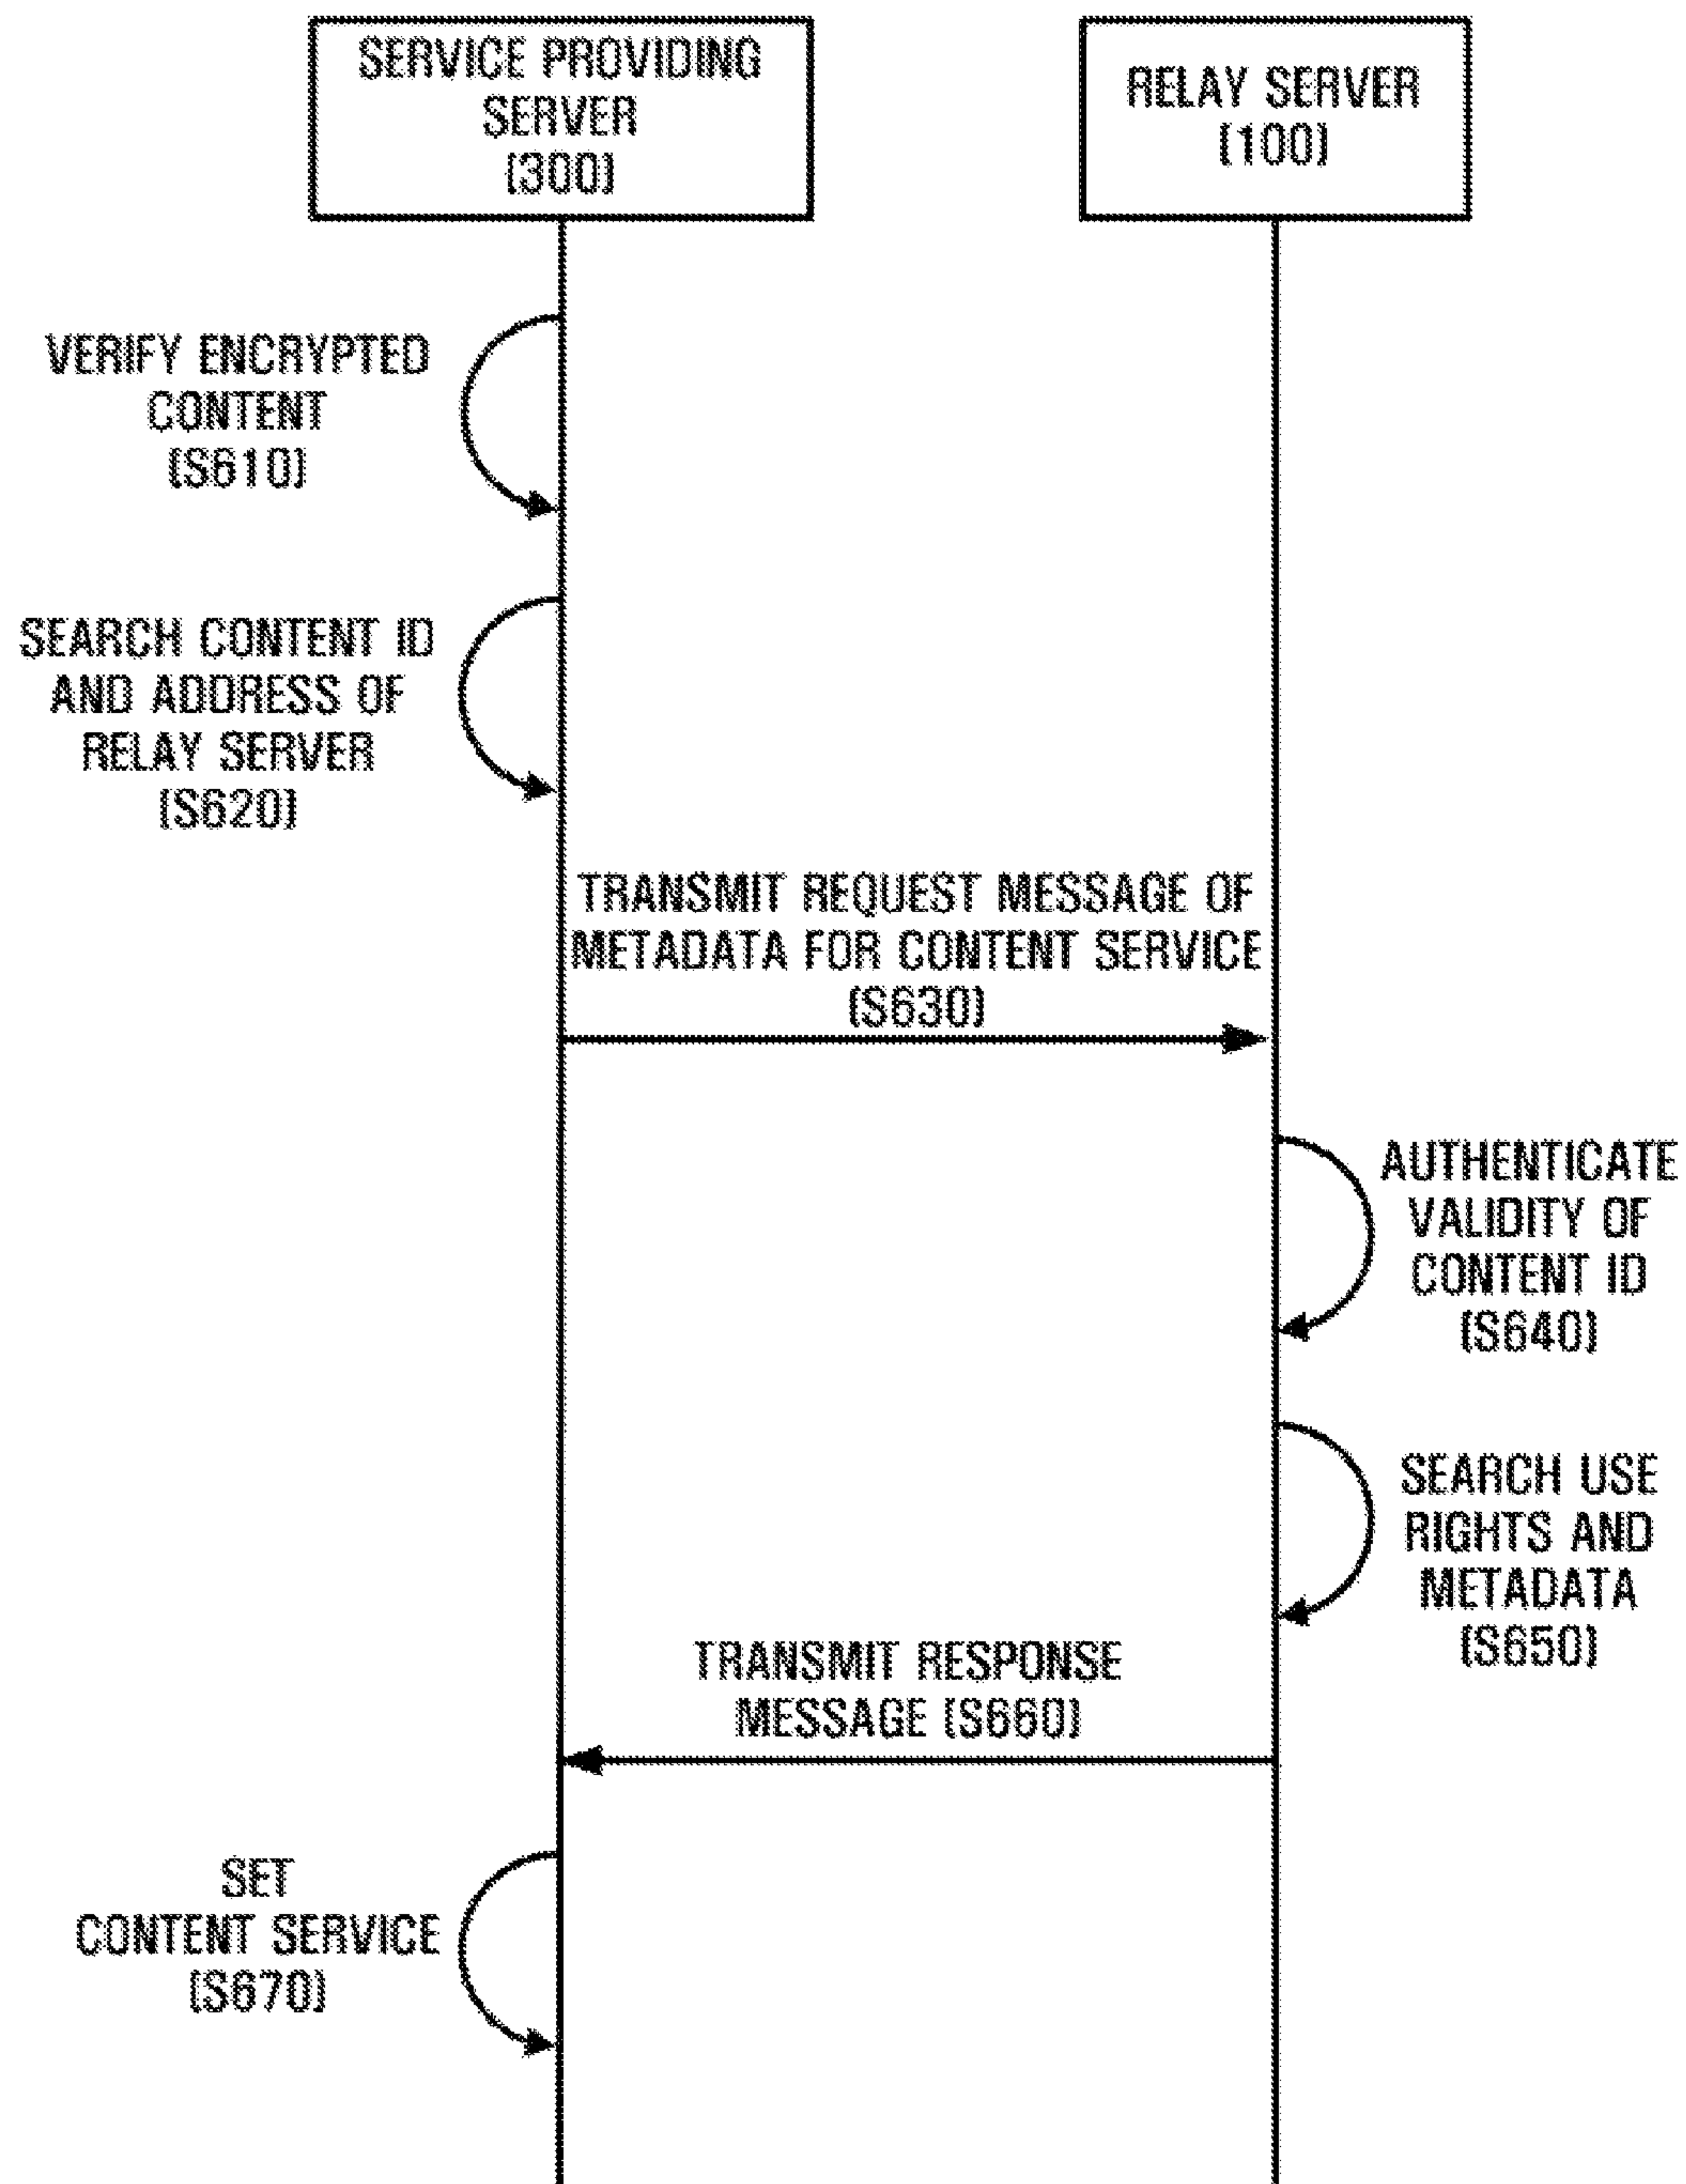 SERVICE PROVIDING
SERVER
(300)
RELAY SERVER
(100)
VERIFY ENCRYPTED
CONTENT
(S610)
SEARCH CONTENT ID
AND ADDRESS OF
RELAY SERVER
(S620)
TRANSMIT REQUEST MESSAGE OF
METADATA FOR CONTENT SERVICE
(S630)
AUTHENTICATE
VALIDITY OF
CONTENT ID
(S640)
SEARCH USE
RIGHTS AND
METADATA
(S650)
TRANSMIT RESPONSE
MESSAGE (S660)
SET
CONTENT SERVICE
(S670)